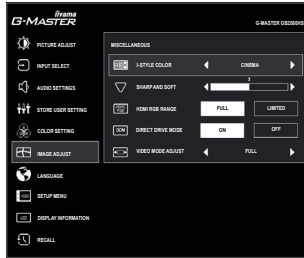 iiyama
G-MASTER
G-MASTER GB2560HS
PICTURE ADJUST
MISCELLANEOUS
INPUT SELECT
I-STYLE COLOR
CINEMA
AUDIO SETTINGS
SHARP AND SOFT
3
STORE USER SETTING
HDMI RGB RANGE
FULL
LIMITED
COLOR SETTING
DDM
DIRECT DRIVE MODE
ON
OFF
IMAGE ADJUST
VIDEO MODE ADJUST
FULL
LANGUAGE
SETUP MENU
DISPLAY INFORMATION
RECALL